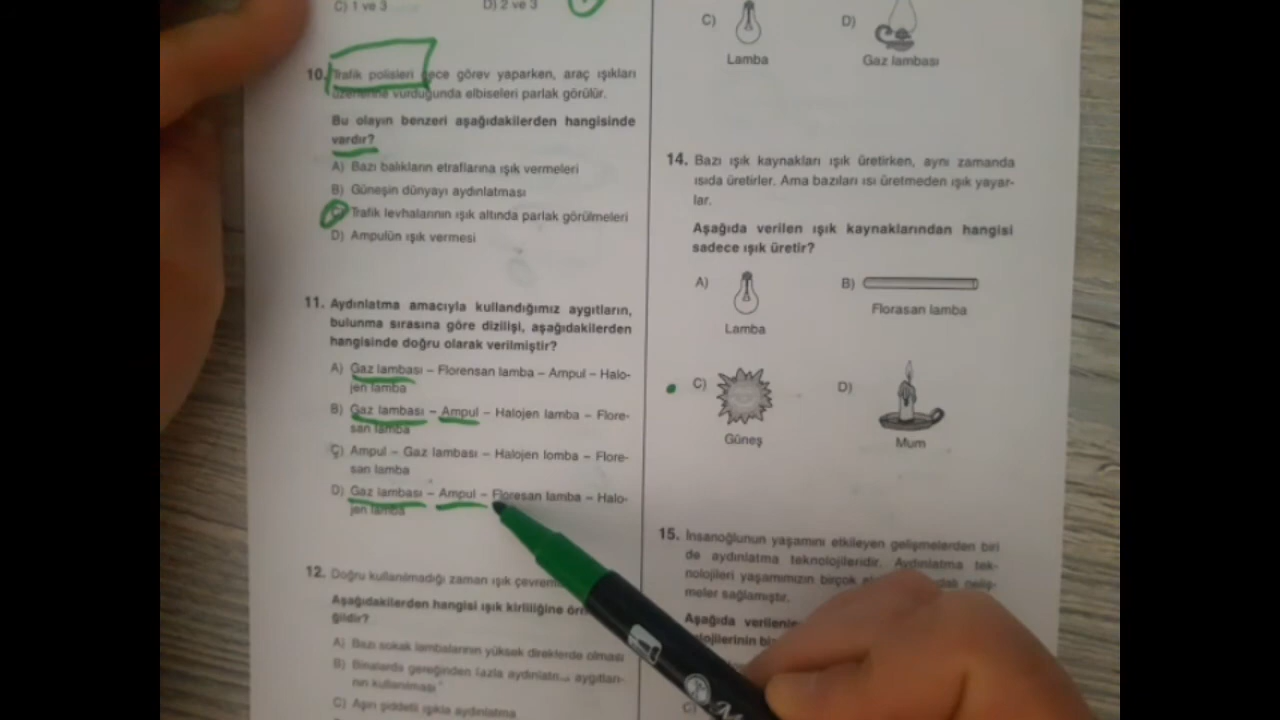 C) 1 ve 3
D) 2 ve 3
10. Trafik polisleri gece görev yaparken, araç ışıkları
üzerlerine vurduğunda elbiseleri parlak görülür.
Bu olayın benzeri aşağıdakilerden hangisinde
vardır?
A) Bazı balıkların etraflarına ışık vermeleri
B) Güneşin dünyayı aydınlatması
Trafik levhalarının ışık altında parlak görülmeleri
D) Ampulün ışık vermesi
11. Aydınlatma amacıyla kullandığımız aygıtların,
bulunma sırasına göre dizilişi, aşağıdakilerden
hangisinde doğru olarak verilmiştir?
A) Gaz lambası – Florensan lamba – Ampul – Halo-
jen lamba
B) Gaz lambası – Ampul – Halojen lamba – Flore-
san lamba
C) Ampul – Gaz lambası – Halojen lomba – Flore-
san lamba
D) Gaz lambası – Ampul – Floresan lamba – Halo-
jen lamba
12. Doğru kullanılmadığı zaman ışık
Aşağıdakilerden hangisi ışık kirliliğine
ğildir?
A) Bazı sokak lambalarının yüksek direklerde olması
B) Binalarda gereğinden fazla aydınlatma aygıtları-
nın kullanılması
C) Aşırı şiddetli ışıkla aydınlatma
C)
Lamba
D)
Gaz lambası
14. Bazı ışık kaynakları ışık üretirken, aynı zamanda
ısıda üretirler. Ama bazıları ısı üretmeden ışık yayar-
lar.
Aşağıda verilen ışık kaynaklarından hangisi
sadece ışık üretir?
A)
Lamba
B)
Florasan lamba
C)
Güneş
D)
Mum
15. İnsanoğlunun yaşamını etkileyen gelişmelerden biri
de aydınlatma teknolojileridir. Aydınlatma tek-
nolojileri yaşamımızın birçok
meler sağlamıştır.
Aşağıda
C)